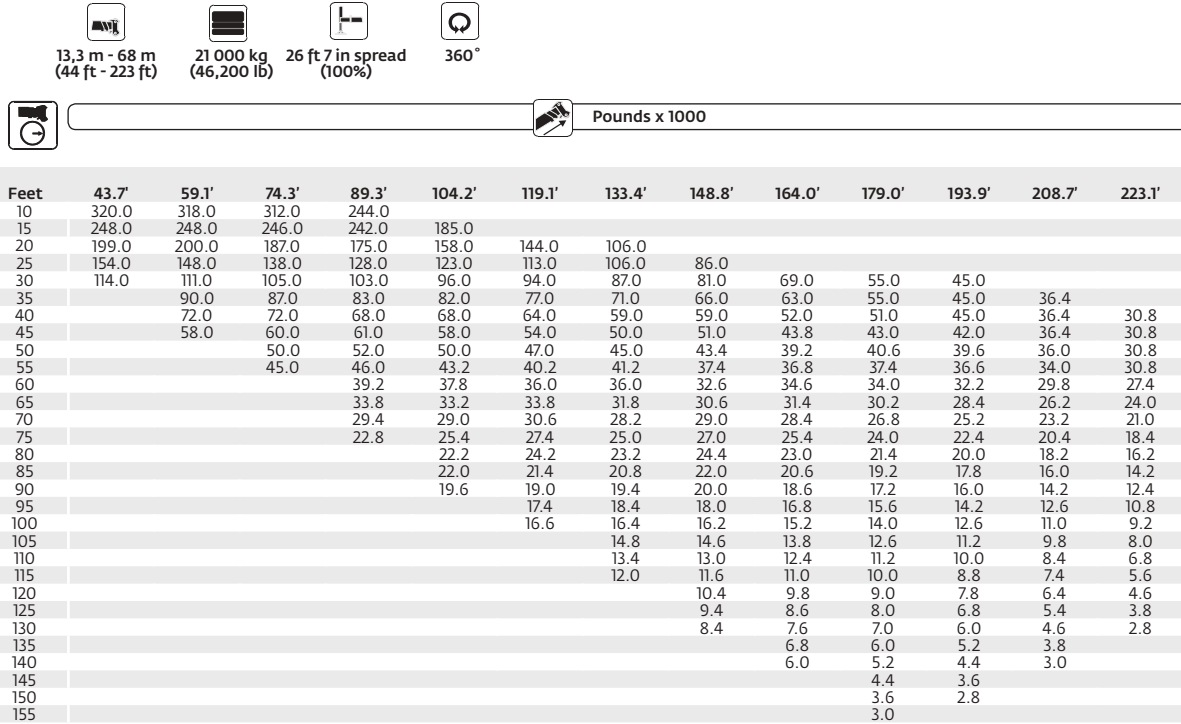 13,3 m - 68 m 21 000 kg 26 ft 7 in spread 360°
(44 ft - 223 ft) (46,200 lb) (100%)
Pounds x 1000
Feet 43.7' 59.1' 74.3' 89.3' 104.2' 119.1' 133.4' 148.8' 164.0' 179.0' 193.9' 208.7' 223.1'
10 320.0 318.0 312.0 244.0
15 248.0 248.0 246.0 242.0 185.0
20 199.0 200.0 187.0 175.0 158.0 144.0 106.0
25 154.0 148.0 138.0 128.0 123.0 113.0 106.0 86.0
30 114.0 111.0 105.0 103.0 96.0 94.0 87.0 81.0 69.0 55.0 45.0
35 90.0 87.0 83.0 82.0 77.0 71.0 66.0 63.0 55.0 45.0 36.4
40 72.0 72.0 68.0 68.0 64.0 59.0 59.0 52.0 51.0 45.0 36.4 30.8
45 58.0 60.0 61.0 58.0 54.0 50.0 51.0 43.8 43.0 42.0 36.4 30.8
50 50.0 52.0 50.0 47.0 45.0 43.4 39.2 40.6 39.6 36.0 30.8
55 45.0 46.0 43.2 40.2 41.2 37.4 36.8 37.4 36.6 34.0 30.8
60 39.2 37.8 36.0 36.0 32.6 34.6 34.0 32.2 29.8 27.4
65 33.8 33.2 33.8 31.8 30.6 31.4 30.2 28.4 26.2 24.0
70 29.4 29.0 30.6 28.2 29.0 28.4 26.8 25.2 23.2 21.0
75 22.8 25.4 27.4 25.0 27.0 25.4 24.0 22.4 20.4 18.4
80 22.2 24.2 23.2 24.4 23.0 21.4 20.0 18.2 16.2
85 22.0 21.4 20.8 22.0 20.6 19.2 17.8 16.0 14.2
90 19.6 19.0 19.4 20.0 18.6 17.2 16.0 14.2 12.4
95 17.4 18.4 18.0 16.8 15.6 14.2 12.6 10.8
100 16.6 16.4 16.2 15.2 14.0 12.6 11.0 9.2
105 14.8 14.6 13.8 12.6 11.2 9.8 8.0
110 13.4 13.0 12.4 11.2 10.0 8.4 6.8
115 12.0 11.6 11.0 10.0 8.8 7.4 5.6
120 10.4 9.8 9.0 7.8 6.4 4.6
125 9.4 8.6 8.0 6.8 5.4 3.8
130 8.4 7.6 7.0 6.0 4.6 2.8
135 6.8 6.0 5.2 3.8
140 6.0 5.2 4.4 3.0
145 4.4 3.6
150 3.6 2.8
155 3.0